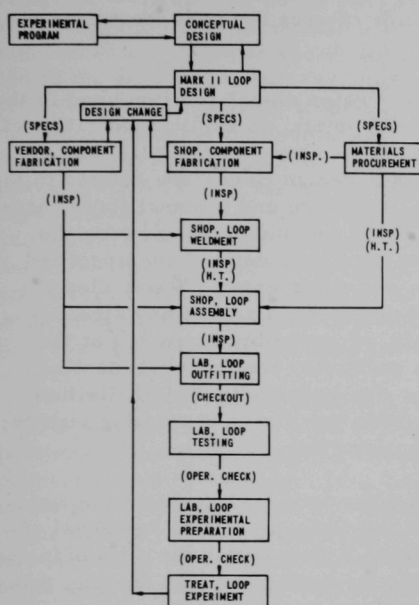 EXPERIMENTAL
PROGRAM
CONCEPTUAL
DESIGN
MARK II LOOP
DESIGN
DESIGN CHANGE
(SPECS)
(SPECS)
(SPECS)
VENDOR, COMPONENT
FABRICATION
SHOP, COMPONENT
FABRICATION
(INSP.)
MATERIALS
PROCUREMENT
(INSP)
(INSP)
SHOP, LOOP
WELDMENT
(INSP)
(H.T.)
(INSP)
(H.T.)
SHOP, LOOP
ASSEMBLY
(INSP)
LAB, LOOP
OUTFITTING
(CHECKOUT)
LAB, LOOP
TESTING
(OPER. CHECK)
LAB, LOOP
EXPERIMENTAL
PREPARATION
(OPER. CHECK)
TREAT, LOOP
EXPERIMENT